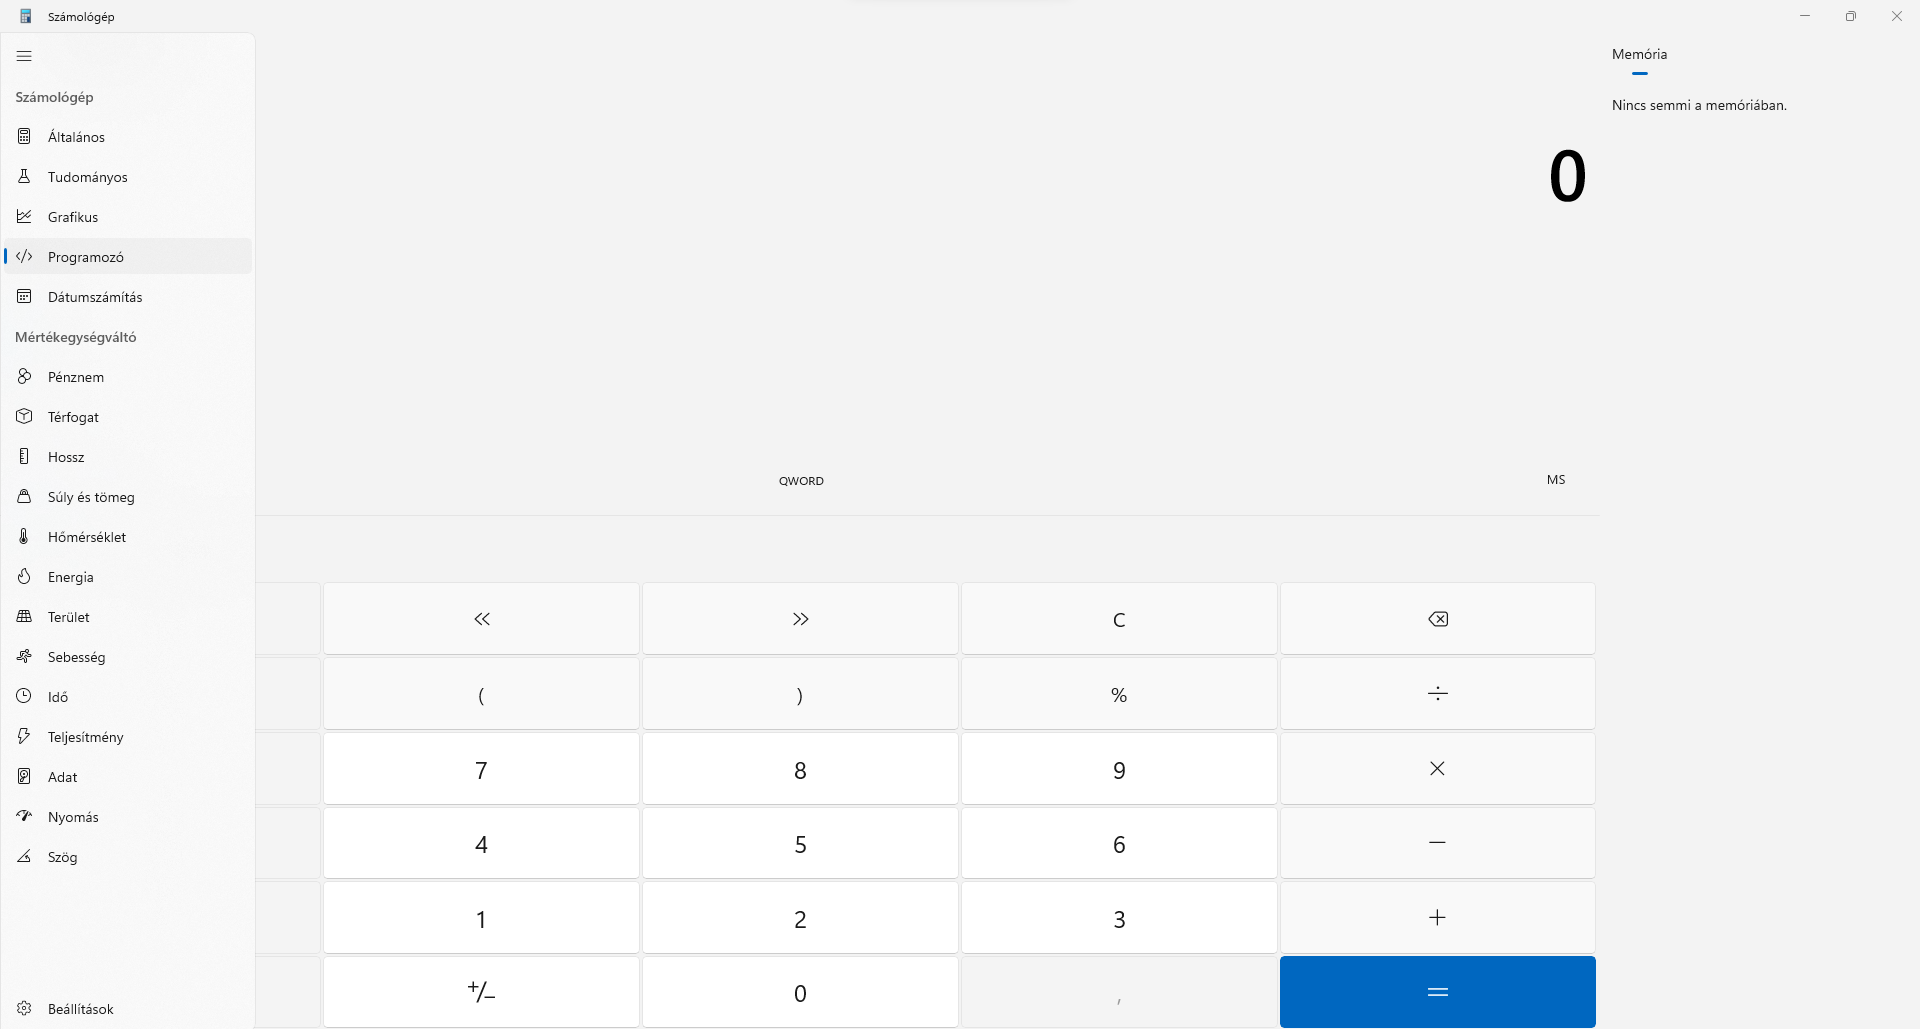 Számológép
Számológép
Általános
Tudományos
Grafikus
Programozó
Dátumszámítás
Mértékegységváltó
Pénznem
Térfogat
Hossz
Súly és tömeg
Hőmérséklet
Energia
Terület
Sebesség
Idő
Teljesítmény
Adat
Nyomás
Szög
Beállítások
0
QWORD
MS
C
( ) % ÷
7 8 9 ×
4 5 6 −
1 2 3 +
+/− 0 , =
Memória
Nincs semmi a memóriában.